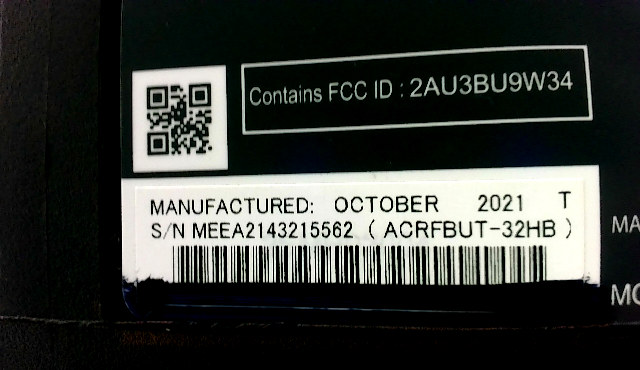 Contains FCC ID : 2AU3BU9W34
MANUFACTURED: OCTOBER 2021 T
S/N MEEA2143215562 ( ACRFBUT-32HB )
MA
MO